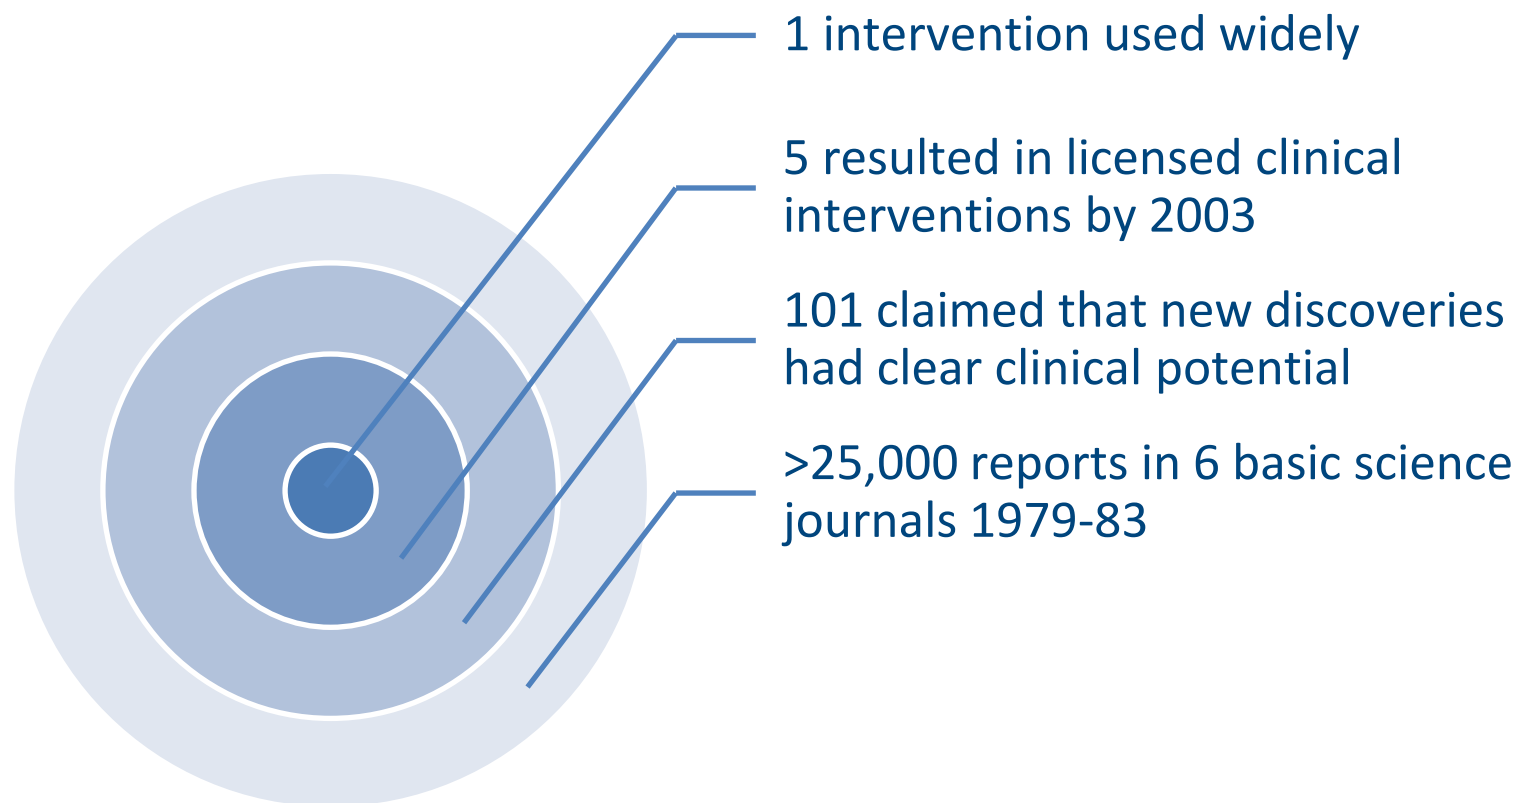 1 intervention used widely
5 resulted in licensed clinical
interventions by 2003
101 claimed that new discoveries
had clear clinical potential
>25,000 reports in 6 basic science
journals 1979-83